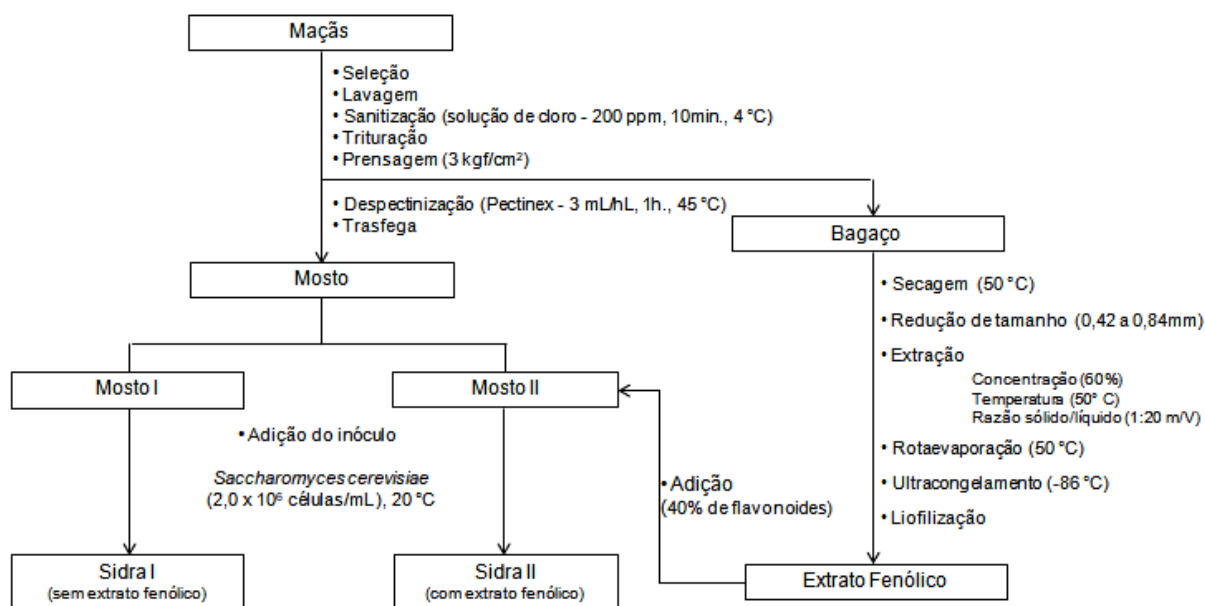 Maçãs
• Seleção
• Lavagem
• Sanitização (solução de cloro - 200 ppm, 10min., 4 °C)
• Trituração
• Prensagem (3 kgf/cm²)
• Despectinização (Pectinex - 3 mL/hL, 1h., 45 °C)
• Trasfega
Bagaço
Mosto
• Secagem (50 °C)
• Redução de tamanho (0,42 a 0,84mm)
• Extração
Concentração (60%)
Temperatura (50° C)
Razão sólido/líquido (1:20 m/V)
• Rotaevaporação (50 °C)
• Ultracongelamento (-86 °C)
• Liofilização
Mosto I
Mosto II
• Adição do inóculo
Saccharomyces cerevisiae
(2,0 x 10⁶ células/mL), 20 °C
• Adição
(40% de flavonoides)
Sidra I
(sem extrato fenólico)
Sidra II
(com extrato fenólico)
Extrato Fenólico